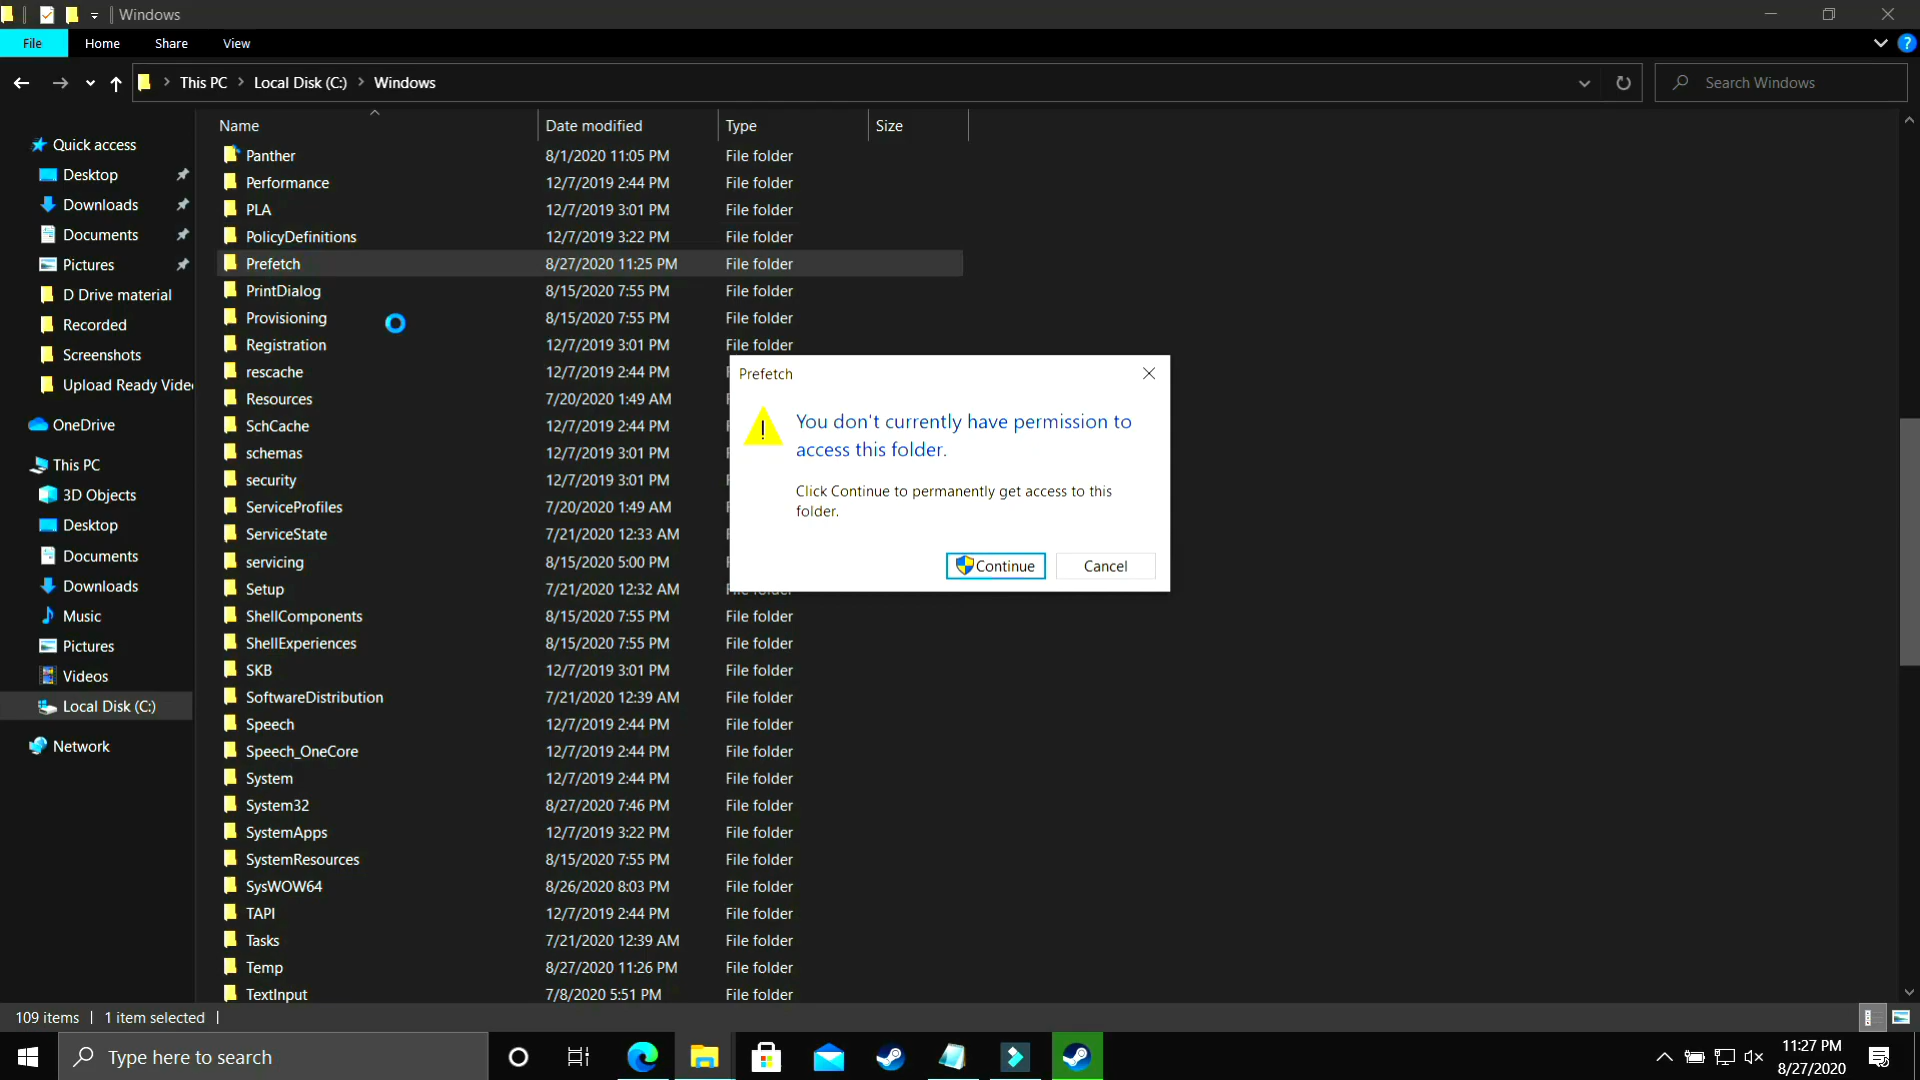 Windows
File Home Share View
This PC Local Disk (C:) Windows
Search Windows
Name Date modified Type Size
Quick access
Desktop
Downloads
Documents
Pictures
D Drive material
Recorded
Screenshots
Upload Ready Vide
OneDrive
This PC
3D Objects
Desktop
Documents
Downloads
Music
Pictures
Videos
Local Disk (C:)
Network
Panther 8/1/2020 11:05 PM File folder
Performance 12/7/2019 2:44 PM File folder
PLA 12/7/2019 3:01 PM File folder
PolicyDefinitions 12/7/2019 3:22 PM File folder
Prefetch 8/27/2020 11:25 PM File folder
PrintDialog 8/15/2020 7:55 PM File folder
Provisioning 8/15/2020 7:55 PM File folder
Registration 12/7/2019 3:01 PM File folder
rescache 12/7/2019 2:44 PM
Resources 7/20/2020 1:49 AM
SchCache 12/7/2019 2:44 PM
schemas 12/7/2019 3:01 PM
security 12/7/2019 3:01 PM
ServiceProfiles 7/20/2020 1:49 AM
ServiceState 7/21/2020 12:33 AM
servicing 8/15/2020 5:00 PM
Setup 7/21/2020 12:32 AM File folder
ShellComponents 8/15/2020 7:55 PM File folder
ShellExperiences 8/15/2020 7:55 PM File folder
SKB 12/7/2019 3:01 PM File folder
SoftwareDistribution 7/21/2020 12:39 AM File folder
Speech 12/7/2019 2:44 PM File folder
Speech_OneCore 12/7/2019 2:44 PM File folder
System 12/7/2019 2:44 PM File folder
System32 8/27/2020 7:46 PM File folder
SystemApps 12/7/2019 3:22 PM File folder
SystemResources 8/15/2020 7:55 PM File folder
SysWOW64 8/26/2020 8:03 PM File folder
TAPI 12/7/2019 2:44 PM File folder
Tasks 7/21/2020 12:39 AM File folder
Temp 8/27/2020 11:26 PM File folder
TextInput 7/8/2020 5:51 PM File folder
Prefetch
You don't currently have permission to
access this folder.
Click Continue to permanently get access to this
folder.
Continue Cancel
109 items 1 item selected
Type here to search
11:27 PM
8/27/2020